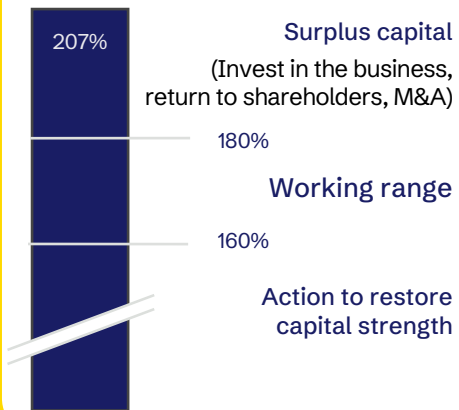 207%
Surplus capital
(Invest in the business,
return to shareholders, M&A)
180%
Working range
160%
Action to restore
capital strength